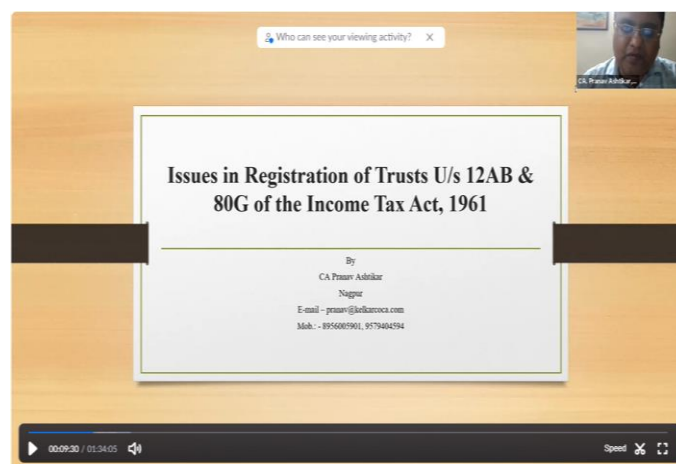 Who can see your viewing activity? X
CA. Pranav Ashtikar,...
Issues in Registration of Trusts U/s 12AB &
80G of the Income Tax Act, 1961
By
CA Pranav Ashtikar
Nagpur
E-mail – pranav@kelkarcoca.com
Mob.: - 8956005901, 9579404594
00:09:30 / 01:34:05
Speed